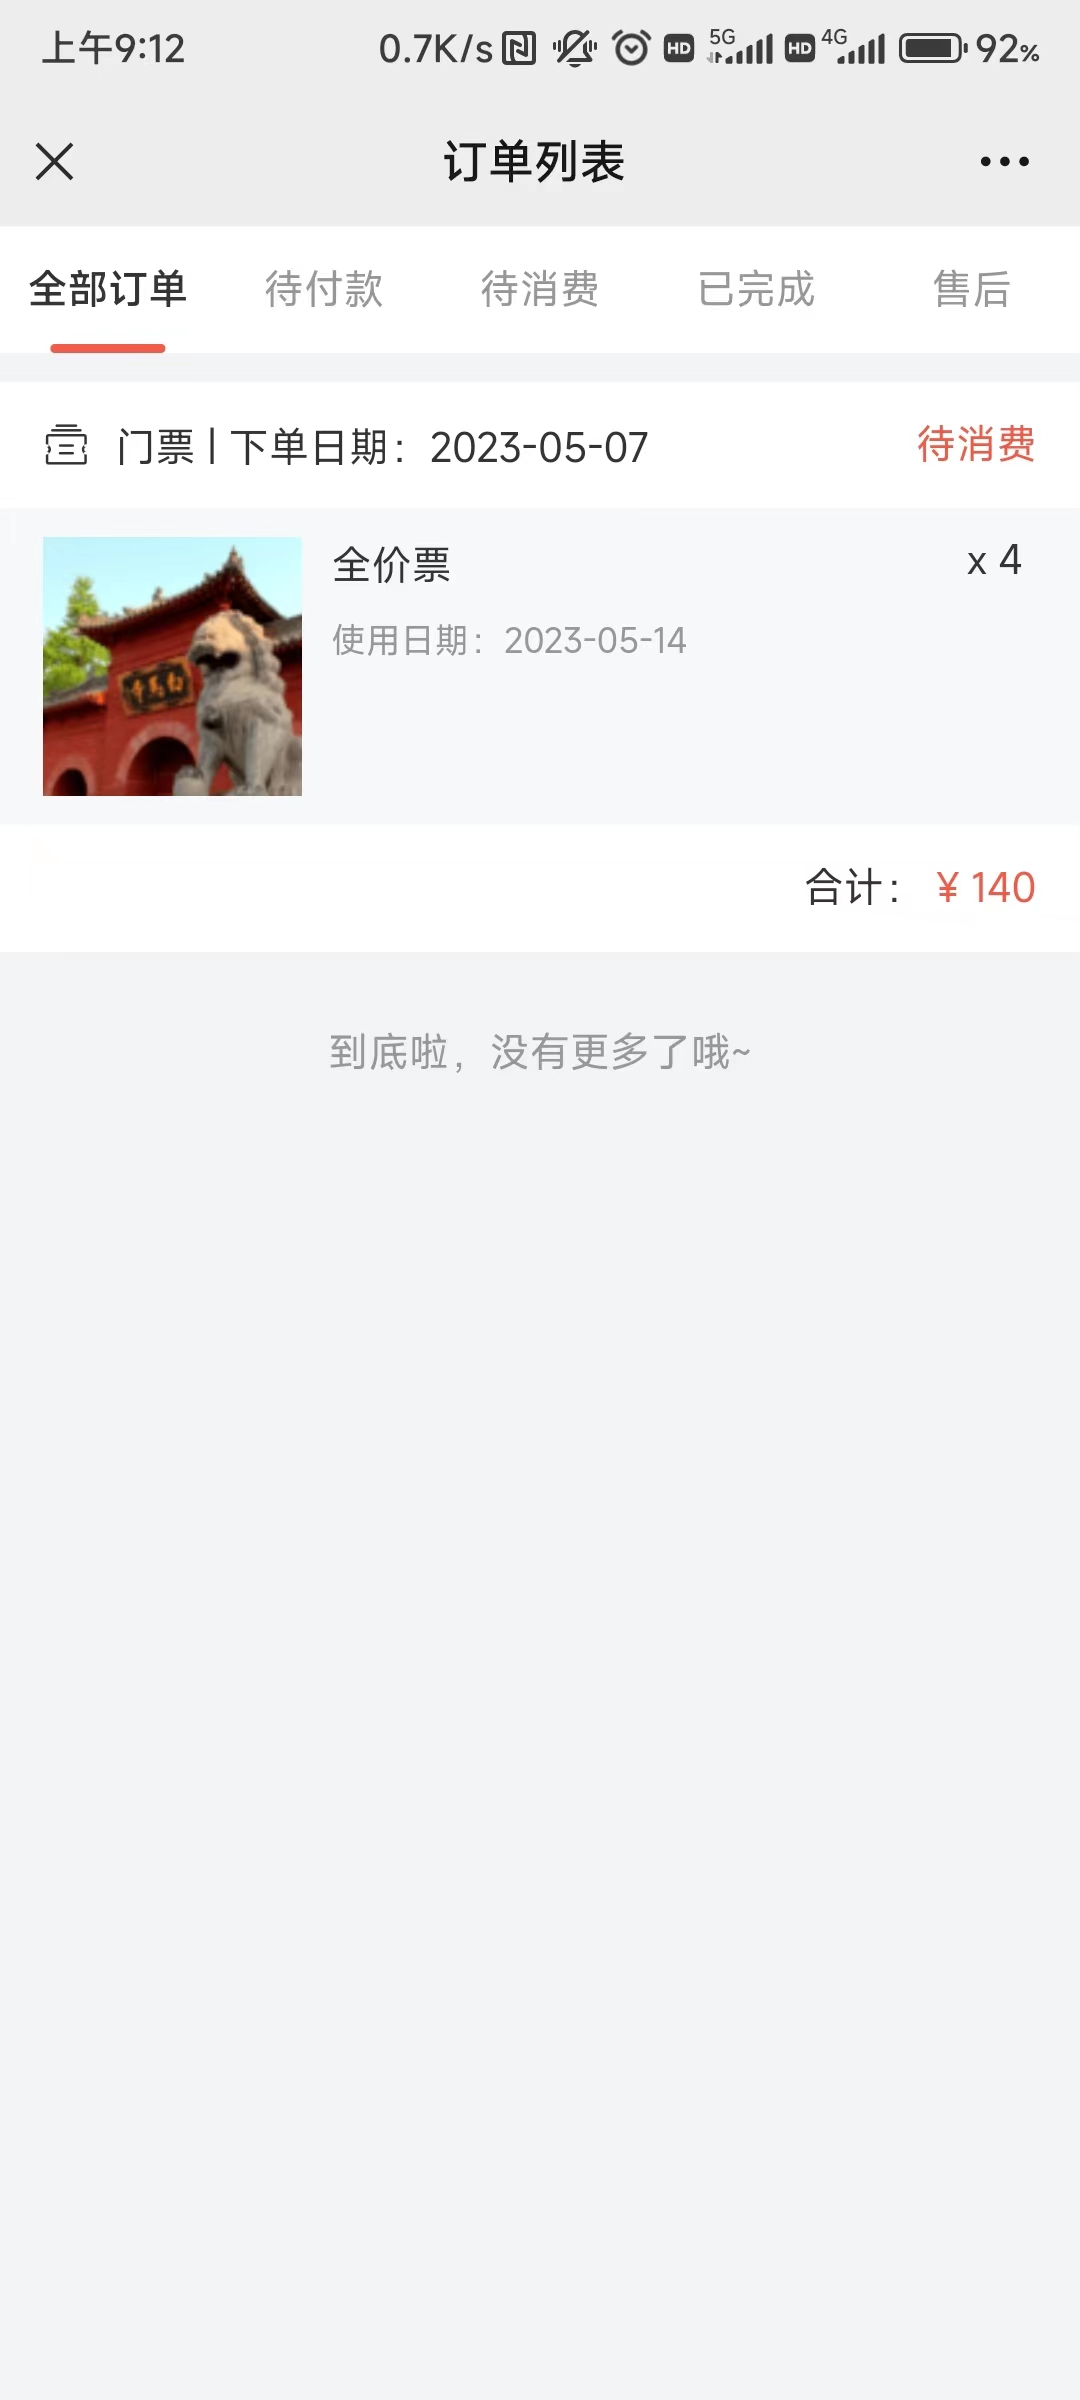 上午9:12 0.7K/s HD 5G HD 4G 92%
订单列表
全部订单 待付款 待消费 已完成 售后
门票 | 下单日期：2023-05-07 待消费
全价票 x 4
使用日期：2023-05-14
白馬寺
合计： ¥ 140
到底啦，没有更多了哦~